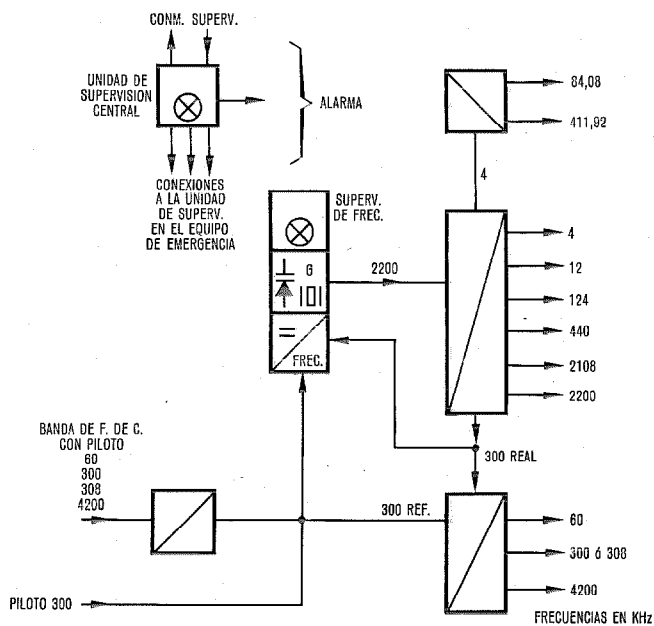 CONM. SUPERV.
UNIDAD DE
SUPERVISION
CENTRAL
ALARMA
CONEXIONES
A LA UNIDAD
DE SUPERV.
EN EL EQUIPO
DE EMERGENCIA
84,08
411,92
4
SUPERV.
DE FREC.
G
2200
=
FREC.
4
12
124
440
2108
2200
300 REAL
BANDA DE F. DE C.
CON PILOTO
60
300
308
4200
300 REF.
60
300 ó 308
4200
PILOTO 300
FRECUENCIAS EN KHz